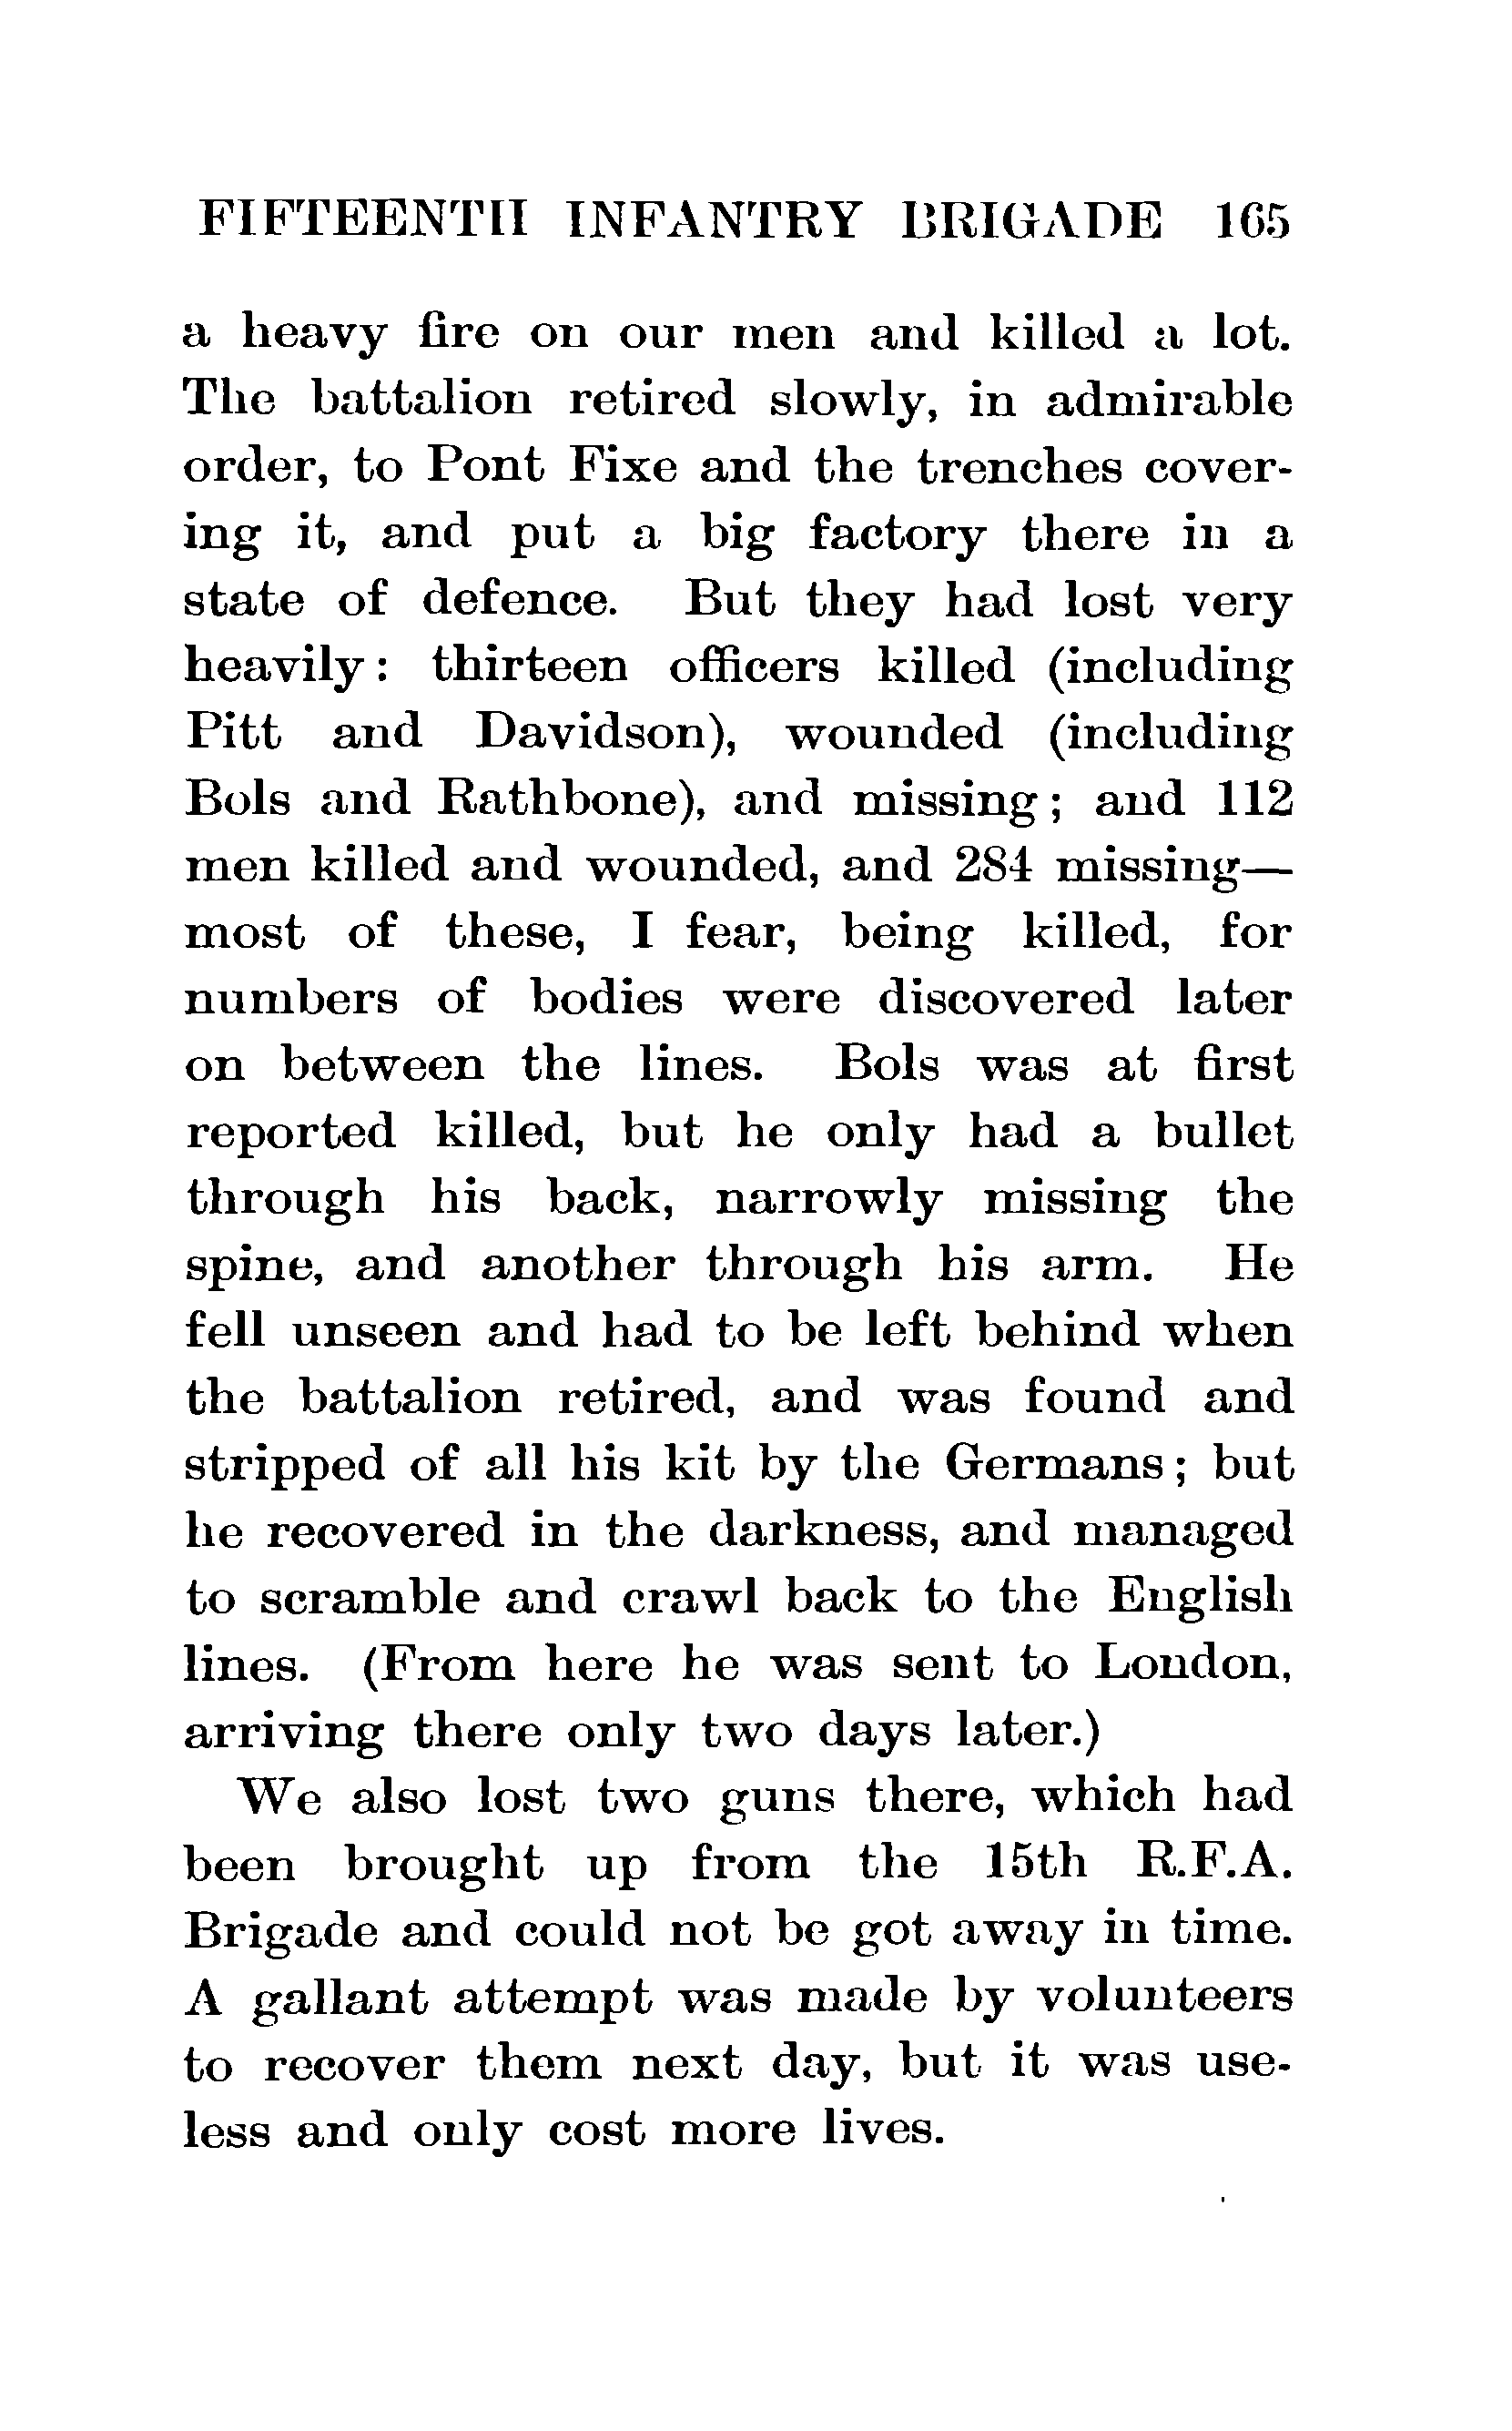 FIFTEENTH INFANTRY BRIGADE 165
a heavy fire on our men and killed a lot.
The battalion retired slowly, in admirable
order, to Pont Fixe and the trenches cover-
ing it, and put a big factory there in a
state of defence. But they had lost very
heavily: thirteen officers killed (including
Pitt and Davidson), wounded (including
Bols and Rathbone), and missing; and 112
men killed and wounded, and 284 missing—
most of these, I fear, being killed, for
numbers of bodies were discovered later
on between the lines. Bols was at first
reported killed, but he only had a bullet
through his back, narrowly missing the
spine, and another through his arm. He
fell unseen and had to be left behind when
the battalion retired, and was found and
stripped of all his kit by the Germans; but
he recovered in the darkness, and managed
to scramble and crawl back to the English
lines. (From here he was sent to London,
arriving there only two days later.)
We also lost two guns there, which had
been brought up from the 15th R.F.A.
Brigade and could not be got away in time.
A gallant attempt was made by volunteers
to recover them next day, but it was use-
less and only cost more lives.